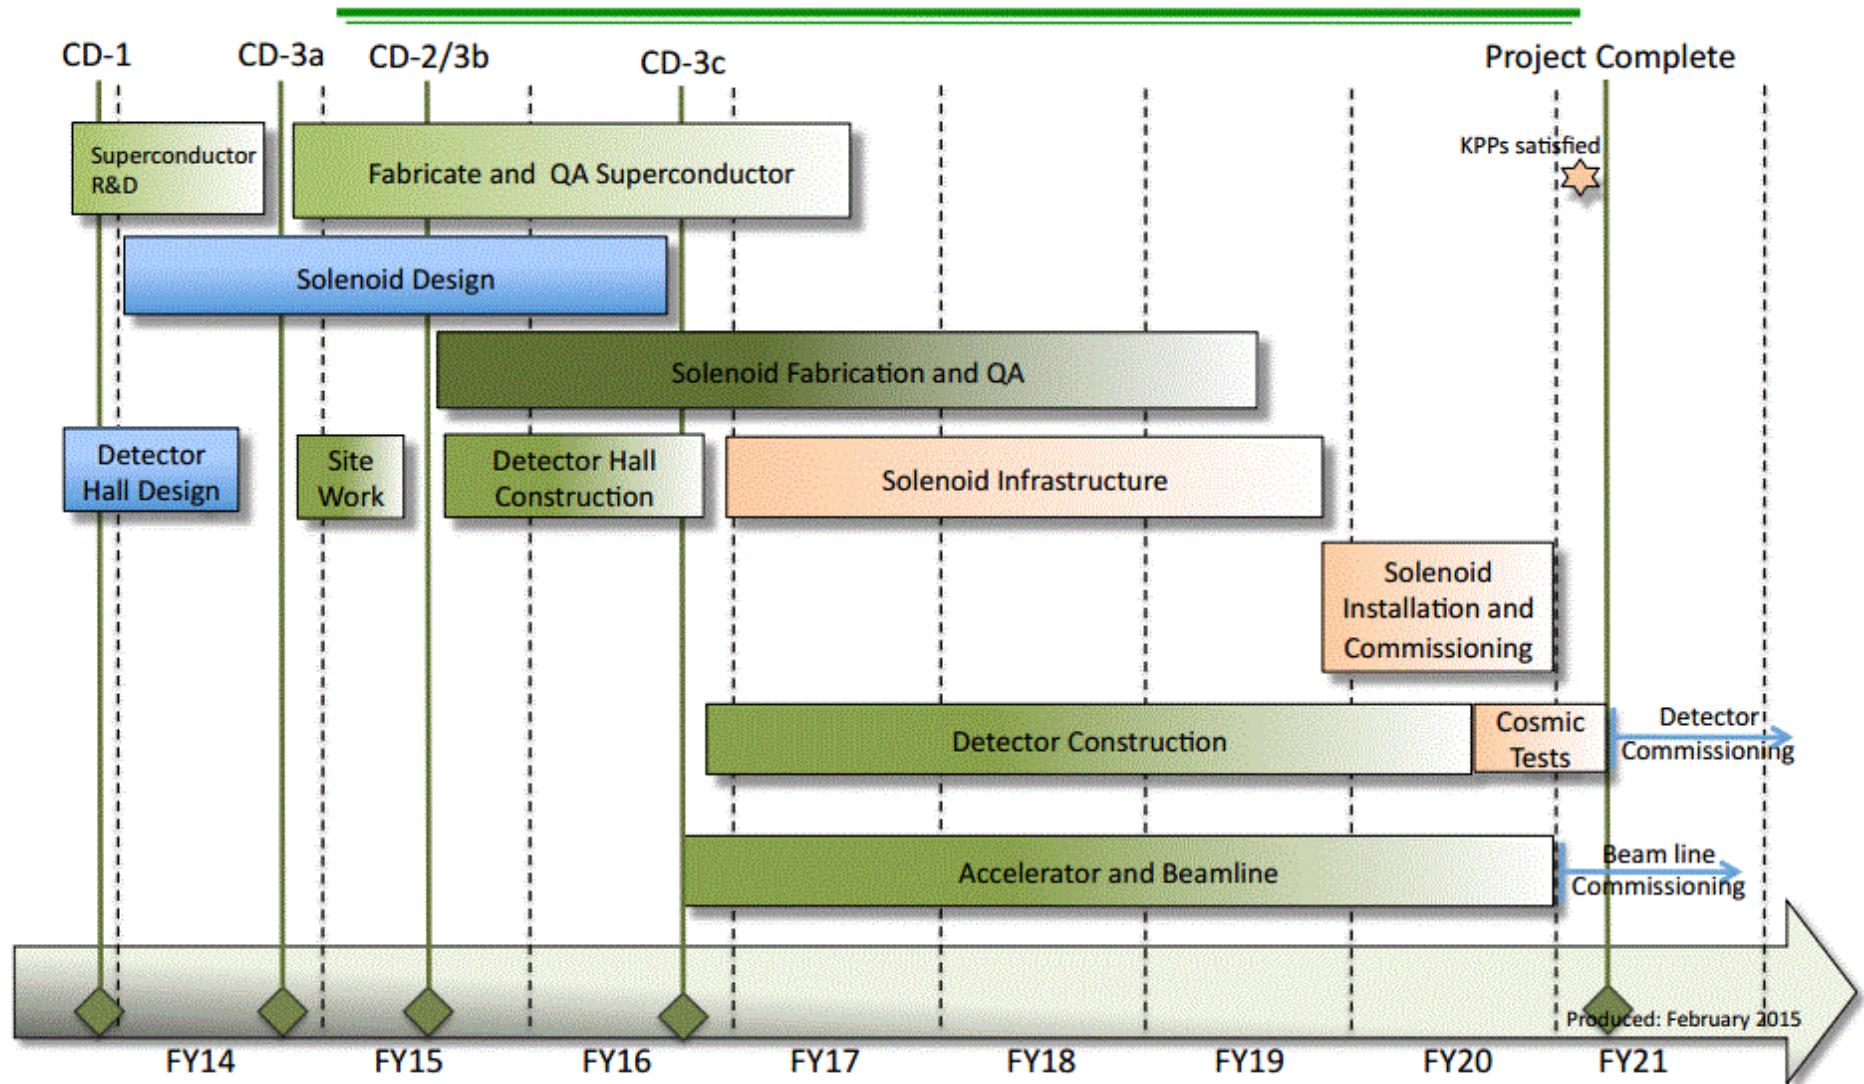 CD-1
CD-3a
CD-2/3b
CD-3c
Project Complete
KPPs satisfied
Superconductor
R&D
Fabricate and QA Superconductor
Solenoid Design
Solenoid Fabrication and QA
Detector
Hall Design
Site
Work
Detector Hall
Construction
Solenoid Infrastructure
Solenoid
Installation and
Commissioning
Detector Construction
Cosmic
Tests
Detector
Commissioning
Accelerator and Beamline
Beam line
Commissioning
Produced: February 2015
FY14
FY15
FY16
FY17
FY18
FY19
FY20
FY21